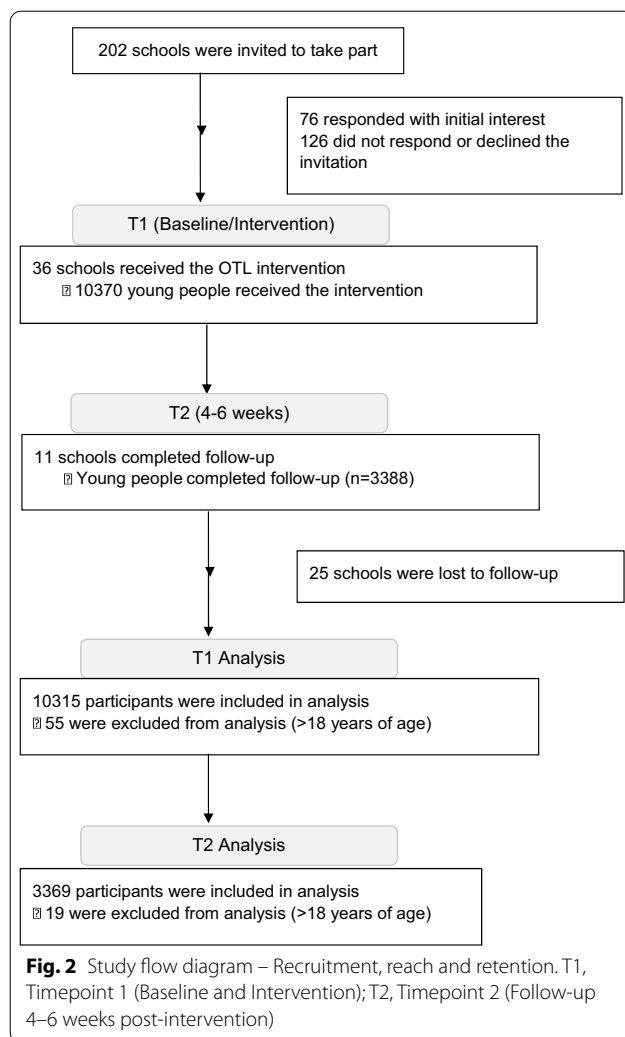 202 schools were invited to take part
76 responded with initial interest
126 did not respond or declined the
invitation
T1 (Baseline/Intervention)
36 schools received the OTL intervention
⍰ 10370 young people received the intervention
T2 (4-6 weeks)
11 schools completed follow-up
⍰ Young people completed follow-up (n=3388)
25 schools were lost to follow-up
T1 Analysis
10315 participants were included in analysis
⍰ 55 were excluded from analysis (>18 years of age)
T2 Analysis
3369 participants were included in analysis
⍰ 19 were excluded from analysis (>18 years of age)
Fig. 2 Study flow diagram – Recruitment, reach and retention. T1,
Timepoint 1 (Baseline and Intervention); T2, Timepoint 2 (Follow-up
4–6 weeks post-intervention)